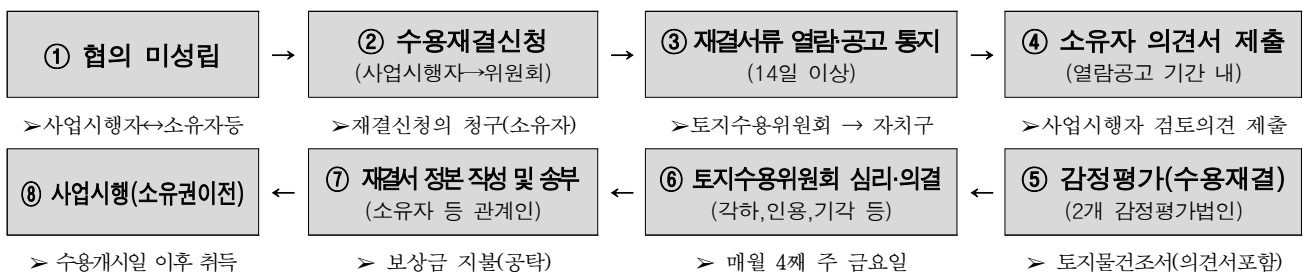 ① 협의 미성립 → ② 수용재결신청 → ③ 재결서류 열람·공고 통지 → ④ 소유자 의견서 제출
(사업시행자→위원회) (14일 이상) (열람공고 기간 내)
➢사업시행자↔소유자등 ➢재결신청의 청구(소유자) ➢토지수용위원회 → 자치구 ➢사업시행자 검토의견 제출
⑧ 사업시행(소유권이전) ← ⑦ 재결서 정본 작성 및 송부 ← ⑥ 토지수용위원회 심리·의결 ← ⑤ 감정평가(수용재결)
(소유자 등 관계인) (각하,인용,기각 등) (2개 감정평가법인)
➢ 수용개시일 이후 취득 ➢ 보상금 지불(공탁) ➢ 매월 4째 주 금요일 ➢ 토지물건조서(의견서포함)